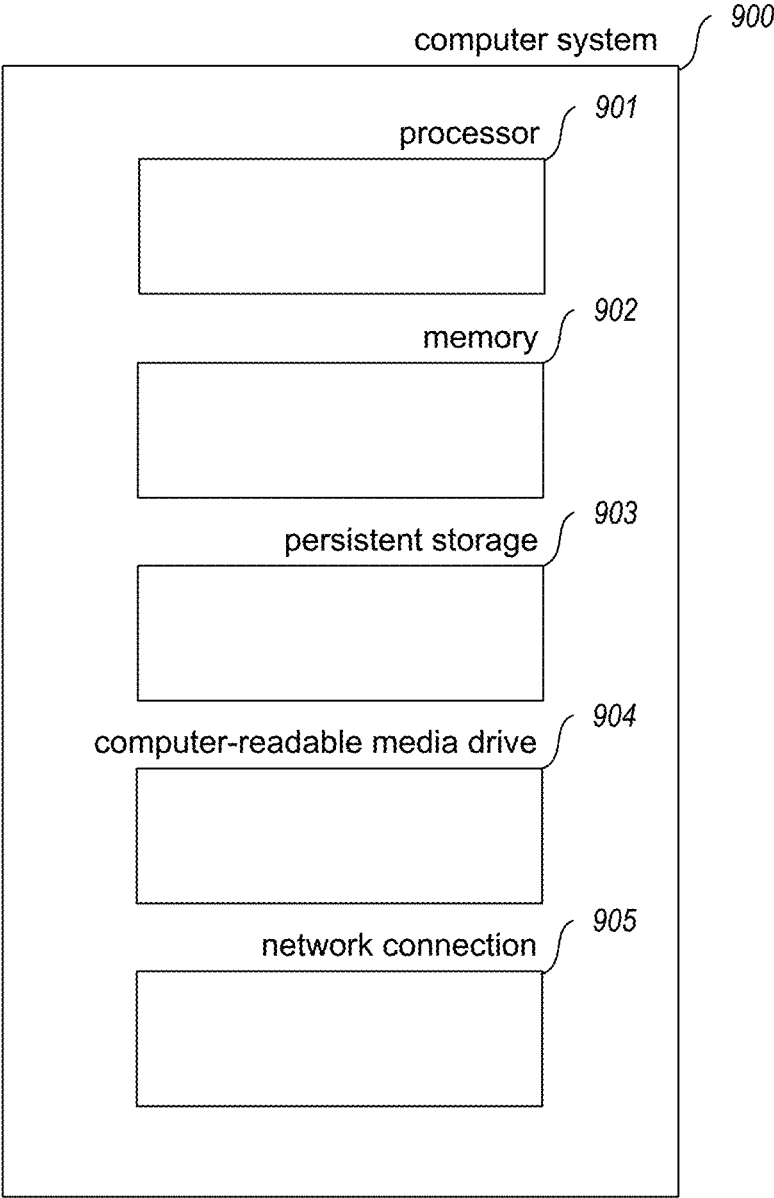 900
computer system
901
processor
902
memory
903
persistent storage
904
computer-readable media drive
905
network connection